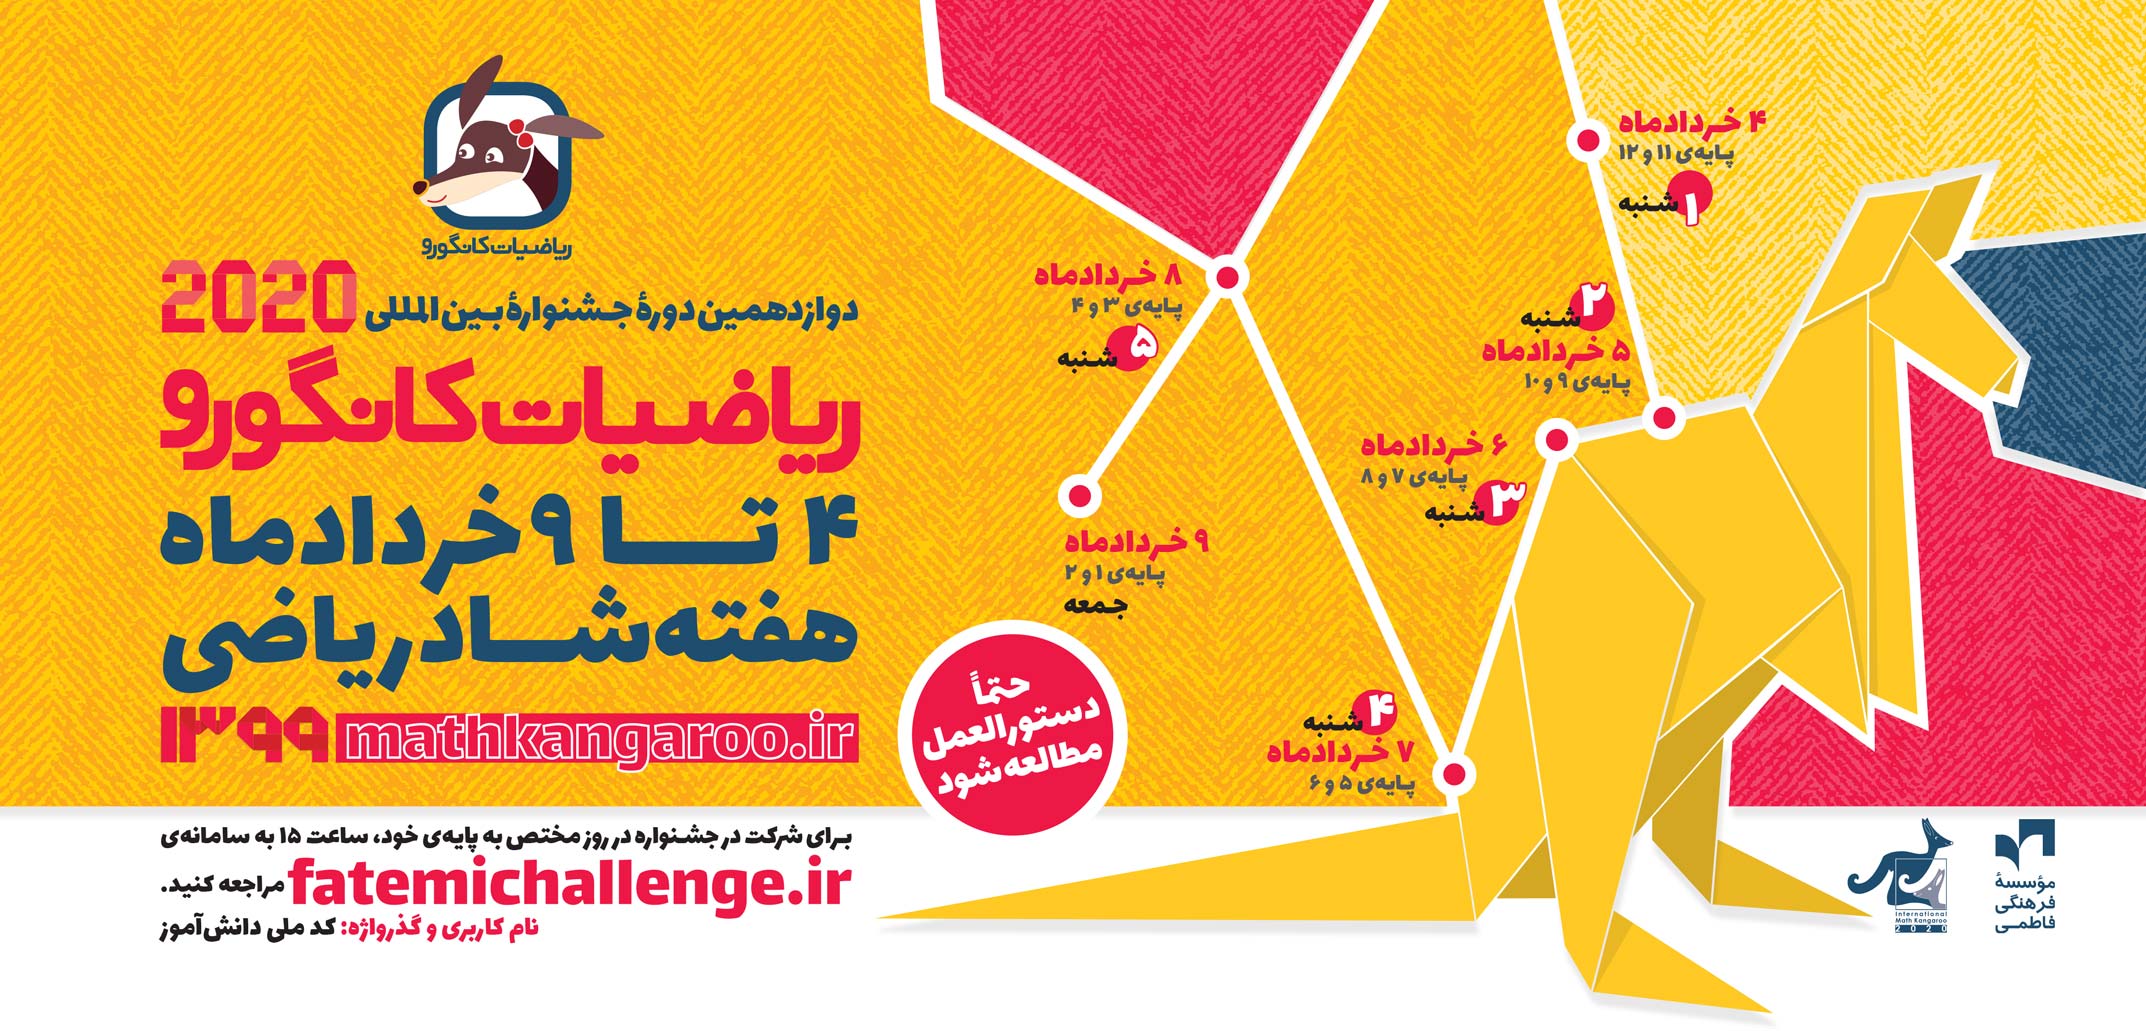 ریاضیات کانگورو
دوازدهمین دورهٔ جشنوارهٔ بین‌المللی 2020
ریاضیات کانگورو
۴ تا ۹ خردادماه
هفته شاد ریاضی
mathkangaroo.ir ۱۳۹۹
برای شرکت در جشنواره در روز مختص به پایه‌ی خود، ساعت ۱۵ به سامانه‌ی
fatemichallenge.ir مراجعه کنید.
نام کاربری و گذرواژه: کد ملی دانش‌آموز
۴ خردادماه
پایه‌ی ۱۱ و ۱۲
۱ شنبه
۲ شنبه
۵ خردادماه
پایه‌ی ۹ و ۱۰
۶ خردادماه
پایه‌ی ۷ و ۸
۳ شنبه
۴ شنبه
۷ خردادماه
پایه‌ی ۵ و ۶
۸ خردادماه
پایه‌ی ۳ و ۴
۵ شنبه
۹ خردادماه
پایه‌ی ۱ و ۲
جمعه
حتماً
دستورالعمل
مطالعه شود
International
Math Kangaroo
2020
مؤسسهٔ
فرهنگی
فاطمی